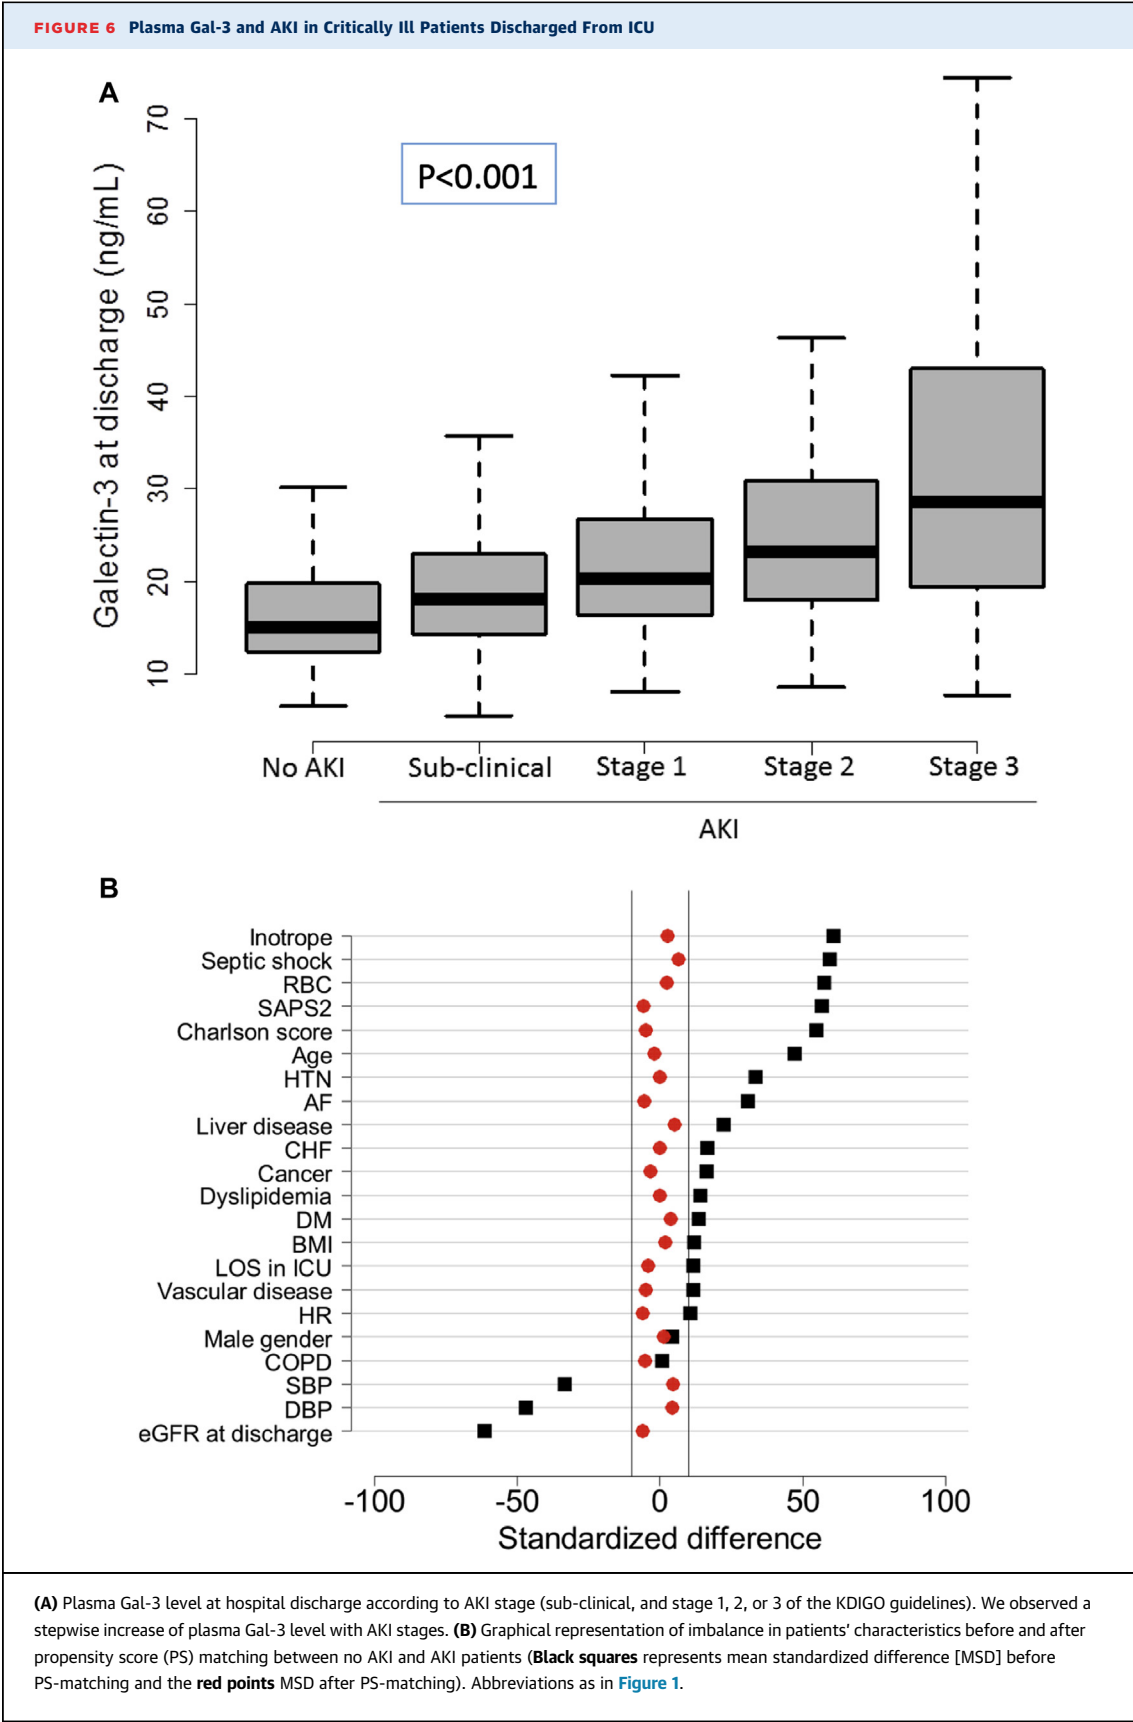 FIGURE 6 Plasma Gal-3 and AKI in Critically Ill Patients Discharged From ICU
A
Galectin-3 at discharge (ng/mL)
70
60
50
40
30
20
10
P<0.001
No AKI Sub-clinical Stage 1 Stage 2 Stage 3
AKI
B
Inotrope
Septic shock
RBC
SAPS2
Charlson score
Age
HTN
AF
Liver disease
CHF
Cancer
Dyslipidemia
DM
BMI
LOS in ICU
Vascular disease
HR
Male gender
COPD
SBP
DBP
eGFR at discharge
-100 -50 0 50 100
Standardized difference
(A) Plasma Gal-3 level at hospital discharge according to AKI stage (sub-clinical, and stage 1, 2, or 3 of the KDIGO guidelines). We observed a
stepwise increase of plasma Gal-3 level with AKI stages. (B) Graphical representation of imbalance in patients' characteristics before and after
propensity score (PS) matching between no AKI and AKI patients (Black squares represents mean standardized difference [MSD] before
PS-matching and the red points MSD after PS-matching). Abbreviations as in Figure 1.